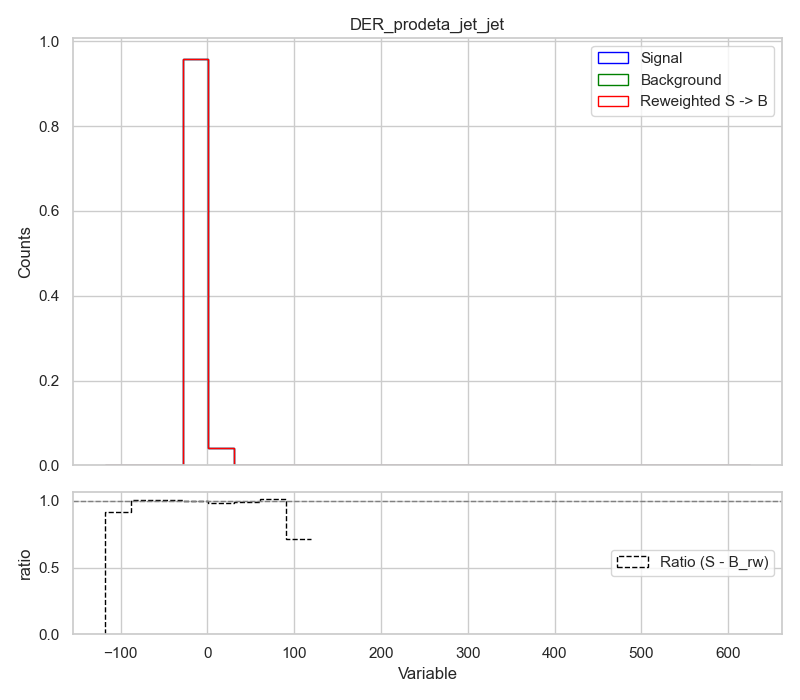 DER_prodeta_jet_jet
1.0
0.8
0.6
0.4
0.2
0.0
Counts
Signal
Background
Reweighted S -> B
1.0
0.5
0.0
ratio
Ratio (S - B_rw)
−100 0 100 200 300 400 500 600
Variable